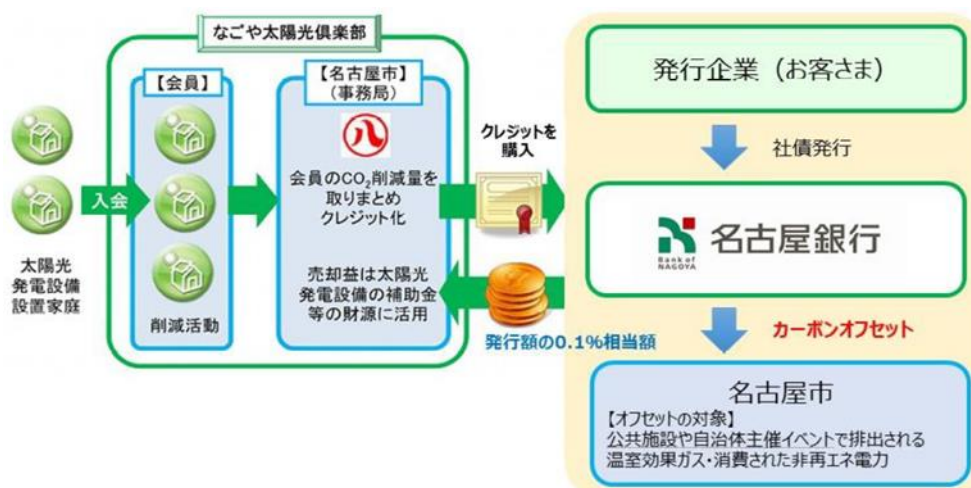 なごや太陽光倶楽部
【会員】
【名古屋市】
(事務局)
八
会員のCO₂削減量を
取りまとめ
クレジット化
売却益は太陽光
発電設備の補助金
等の財源に活用
入会
太陽光
発電設備
設置家庭
削減活動
クレジットを
購入
発行額の0.1%相当額
発行企業 (お客さま)
社債発行
名古屋銀行
Bank of
NAGOYA
カーボンオフセット
名古屋市
【オフセットの対象】
公共施設や自治体主催イベントで排出される
温室効果ガス・消費された非再エネ電力